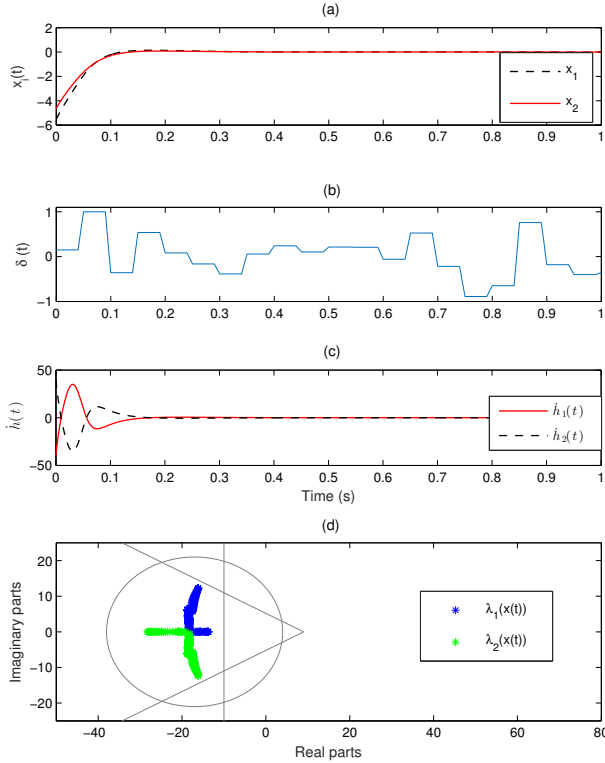 (a)
2
0
−2
−4
−6
x_i(t)
x_1
x_2
0 0.1 0.2 0.3 0.4 0.5 0.6 0.7 0.8 0.9 1
(b)
1
0
−1
δ (t)
0 0.1 0.2 0.3 0.4 0.5 0.6 0.7 0.8 0.9 1
(c)
50
0
−50
ḣ(t)
ḣ_1(t)
ḣ_2(t)
0 0.1 0.2 0.3 0.4 0.5 0.6 0.7 0.8 0.9 1
Time (s)
(d)
20
10
0
−10
−20
Imaginary parts
λ_1(x(t))
λ_2(x(t))
−40 −20 0 20 40 60 80
Real parts